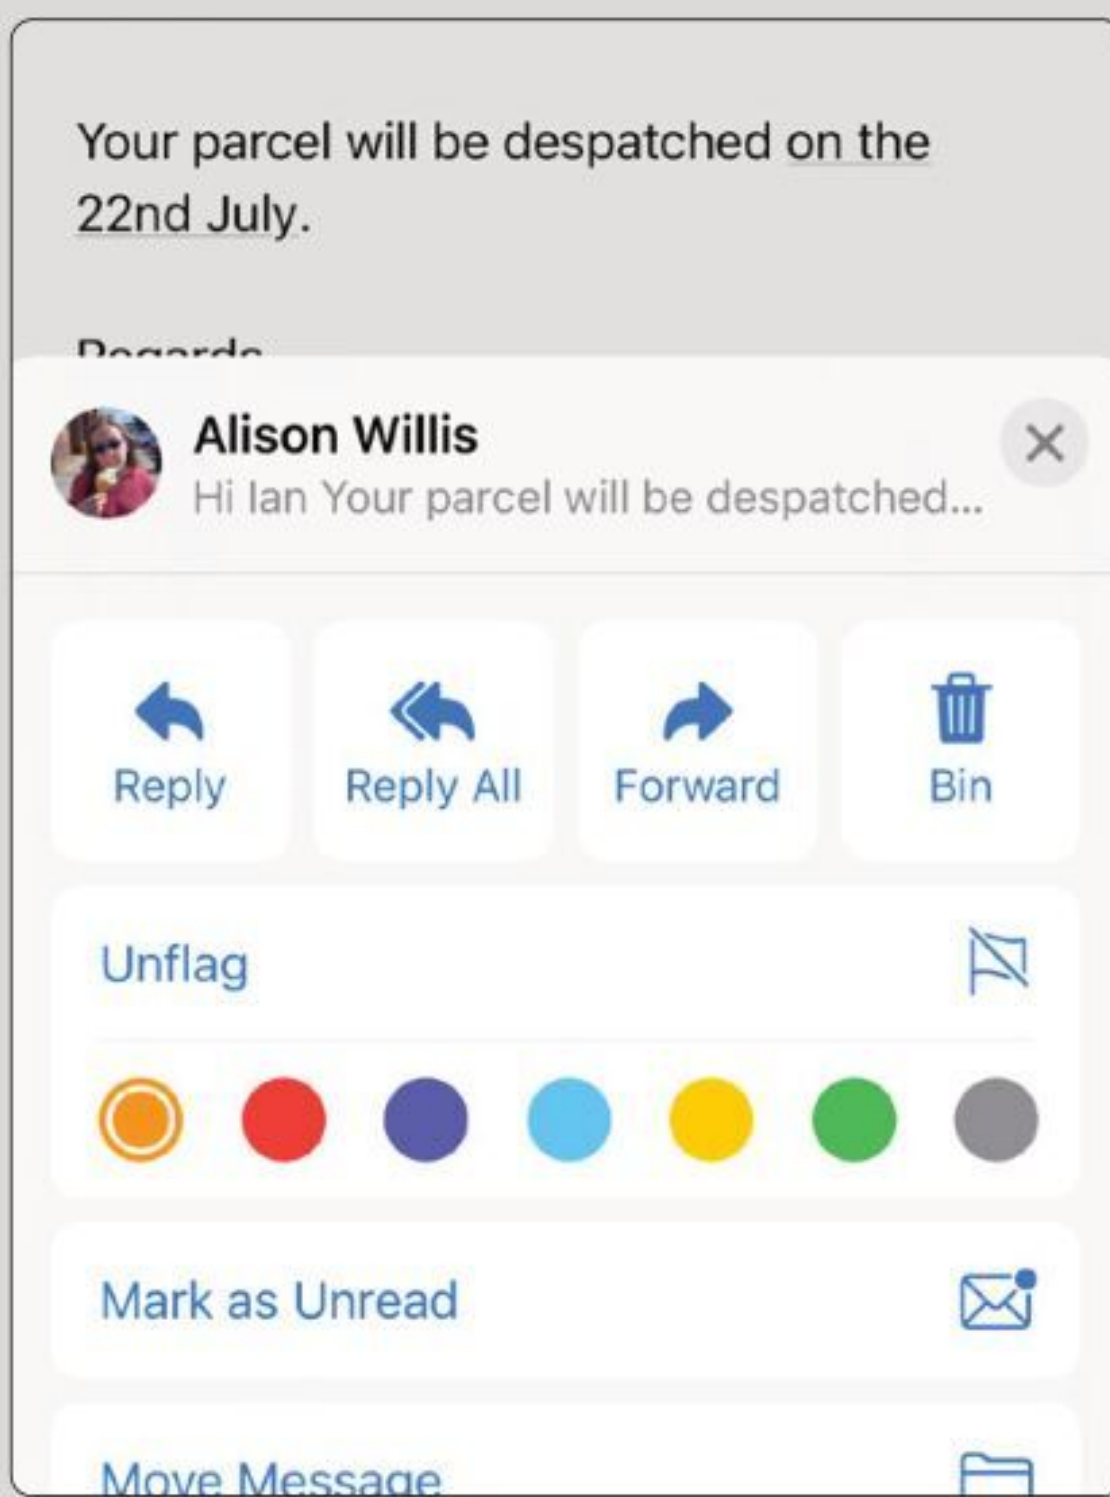 Your parcel will be despatched on the
22nd July.
Regards
Alison Willis
Hi Ian Your parcel will be despatched...
Reply
Reply All
Forward
Bin
Unflag
Mark as Unread
Move Message